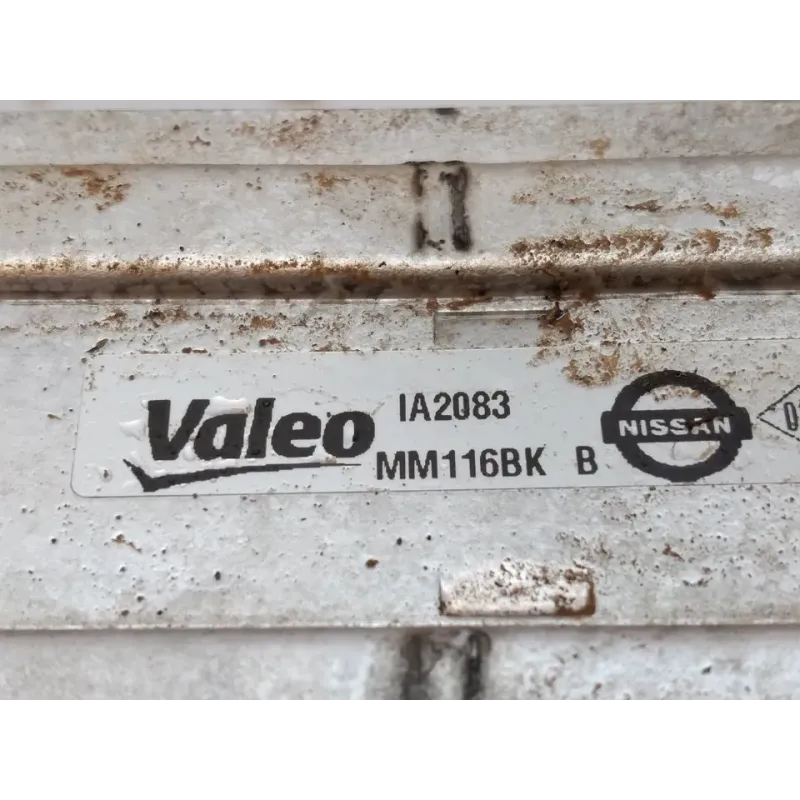 Valeo
IA2083
MM116BK B
NISSAN